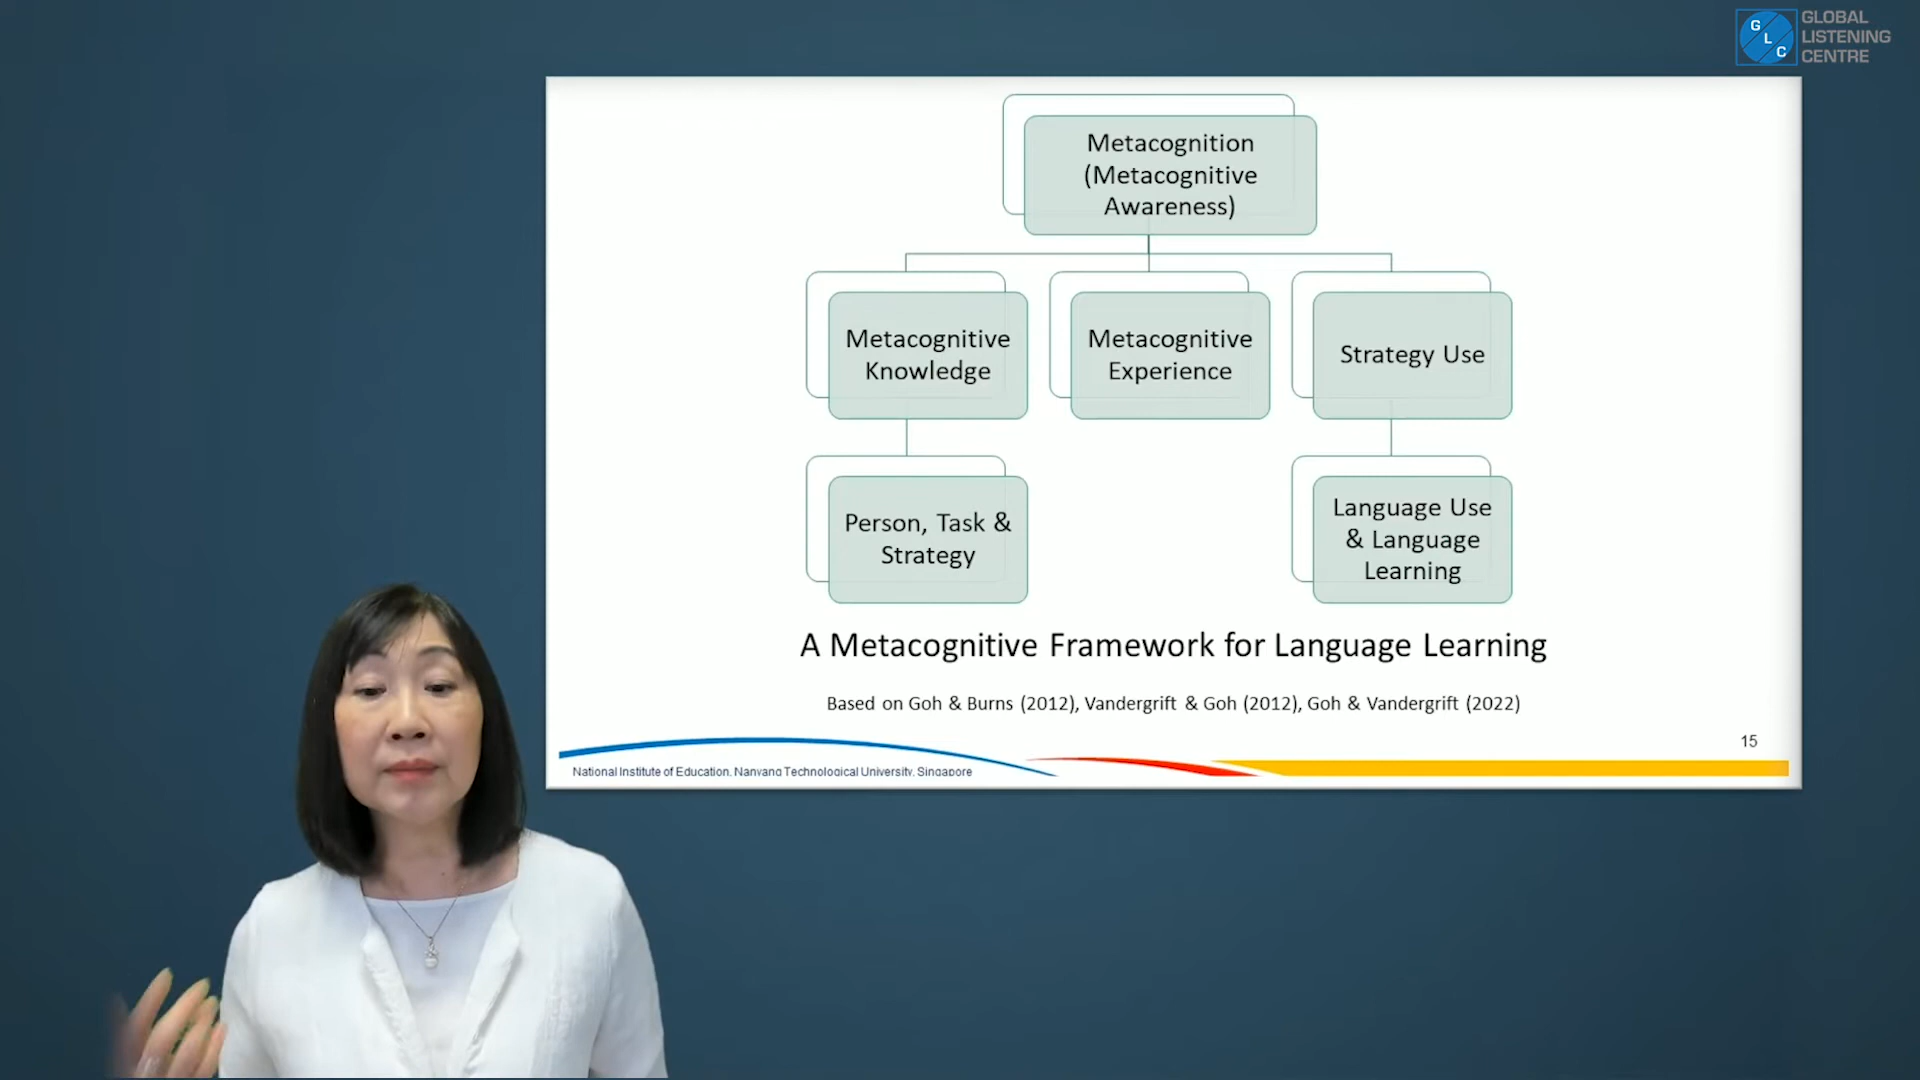 G
L
C
GLOBAL
LISTENING
CENTRE
Metacognition
(Metacognitive
Awareness)
Metacognitive
Knowledge
Metacognitive
Experience
Strategy Use
Person, Task &
Strategy
Language Use
& Language
Learning
A Metacognitive Framework for Language Learning
Based on Goh & Burns (2012), Vandergrift & Goh (2012), Goh & Vandergrift (2022)
15
National Institute of Education, Nanyang Technological University, Singapore